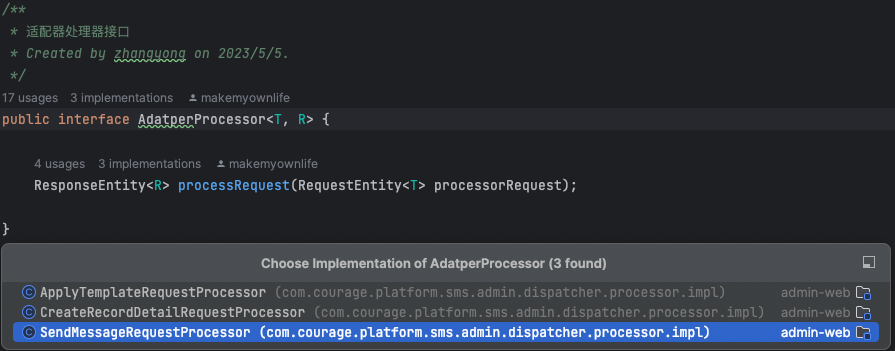 /**
 * 适配器处理器接口
 * Created by zhangyong on 2023/5/5.
 */
17 usages 3 implementations makemyownlife
public interface AdatperProcessor<T, R> {
4 usages 3 implementations makemyownlife
ResponseEntity<R> processRequest(RequestEntity<T> processorRequest);
}
Choose Implementation of AdatperProcessor (3 found)
ApplyTemplateRequestProcessor (com.courage.platform.sms.admin.dispatcher.processor.impl) admin-web
CreateRecordDetailRequestProcessor (com.courage.platform.sms.admin.dispatcher.processor.impl) admin-web
SendMessageRequestProcessor (com.courage.platform.sms.admin.dispatcher.processor.impl) admin-web